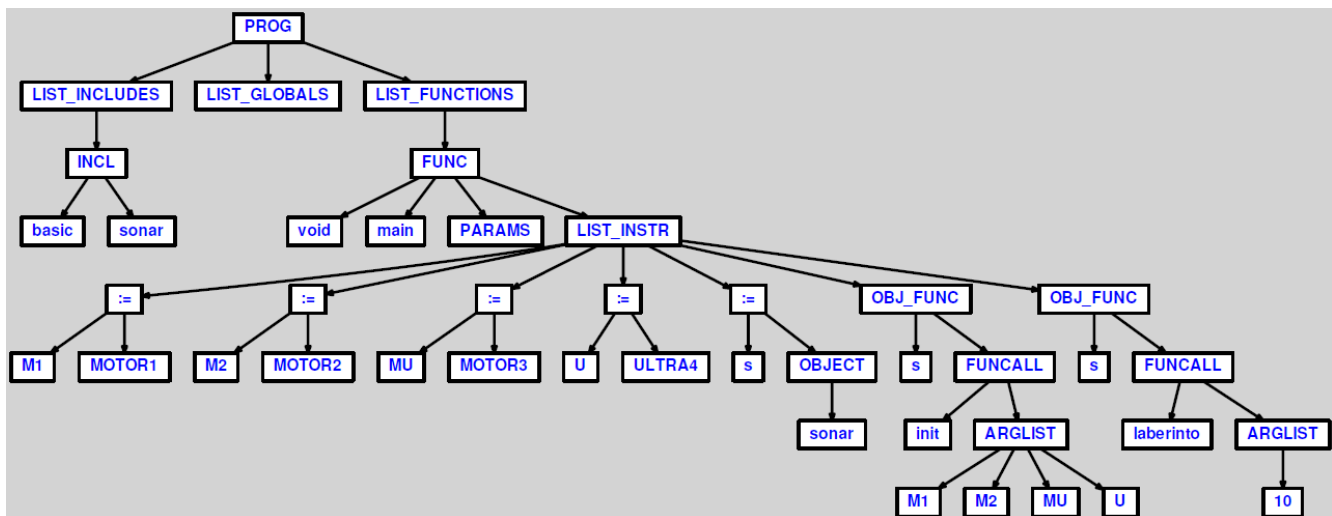 PROG
LIST_INCLUDES LIST_GLOBALS LIST_FUNCTIONS
INCL FUNC
basic sonar void main PARAMS LIST_INSTR
:= := := := := OBJ_FUNC OBJ_FUNC
M1 MOTOR1 M2 MOTOR2 MU MOTOR3 U ULTRA4 s OBJECT s FUNCALL s FUNCALL
sonar init ARGLIST laberinto ARGLIST
M1 M2 MU U 10